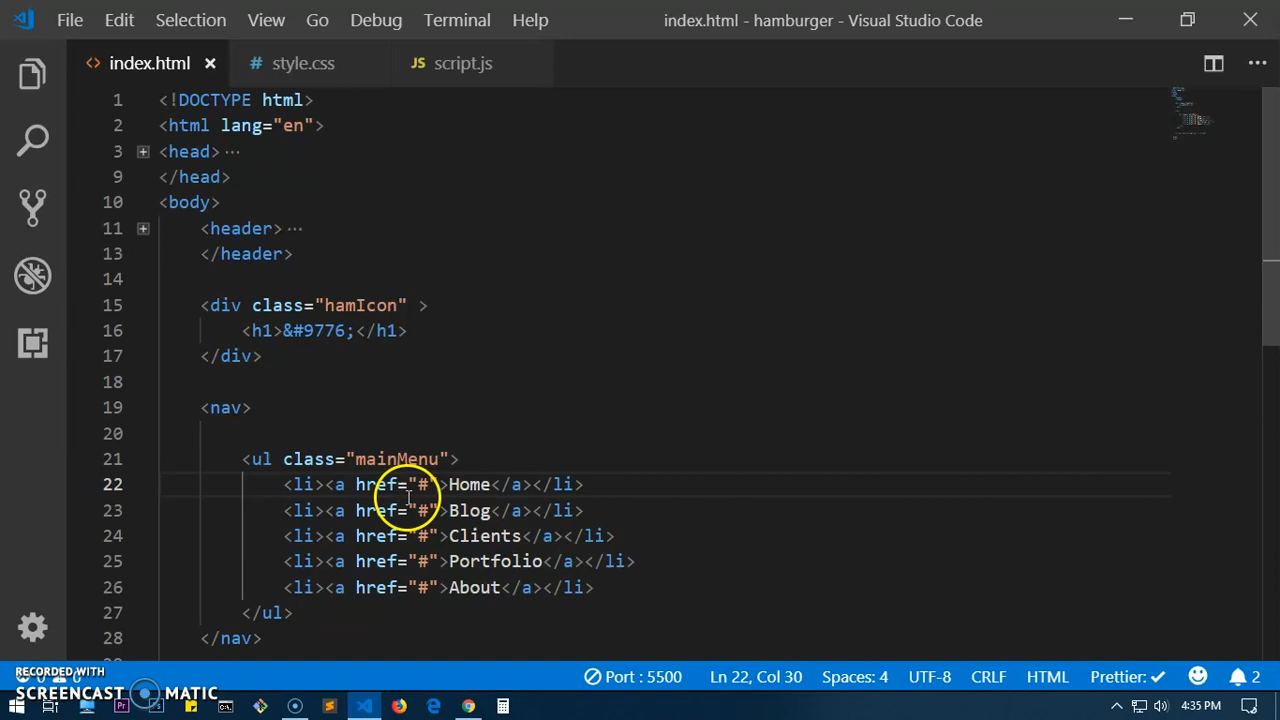 File Edit Selection View Go Debug Terminal Help index.html - hamburger - Visual Studio Code
<> index.html × # style.css JS script.js ···
1 <!DOCTYPE html>
2 <html lang="en">
3 <head> ···
9 </head>
10 <body>
11 <header> ···
13 </header>
14
15 <div class="hamIcon" >
16 <h1>&#9776;</h1>
17 </div>
18
19 <nav>
20
21 <ul class="mainMenu">
22 <li><a href="#">Home</a></li>
23 <li><a href="#">Blog</a></li>
24 <li><a href="#">Clients</a></li>
25 <li><a href="#">Portfolio</a></li>
26 <li><a href="#">About</a></li>
27 </ul>
28 </nav>
RECORDED WITH
SCREENCAST MATIC
Port : 5500 Ln 22, Col 30 Spaces: 4 UTF-8 CRLF HTML Prettier: ✓ 2
Pr Ps 4:35 PM